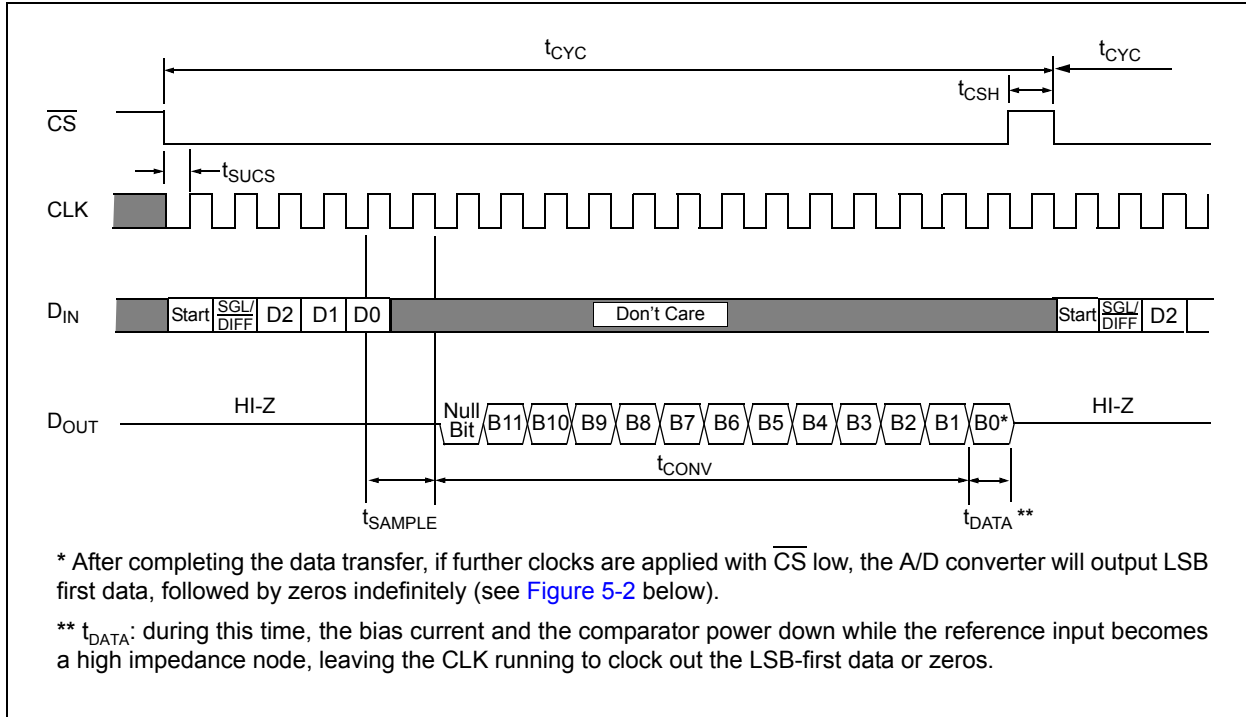 tCYC tCYC
tCSH
CS
tSUCS
CLK
DIN Start SGL/DIFF D2 D1 D0 Don't Care Start SGL/DIFF D2
HI-Z HI-Z
DOUT Null Bit B11 B10 B9 B8 B7 B6 B5 B4 B3 B2 B1 B0*
tCONV
tSAMPLE tDATA **
* After completing the data transfer, if further clocks are applied with CS low, the A/D converter will output LSB
first data, followed by zeros indefinitely (see Figure 5-2 below).
** tDATA: during this time, the bias current and the comparator power down while the reference input becomes
a high impedance node, leaving the CLK running to clock out the LSB-first data or zeros.